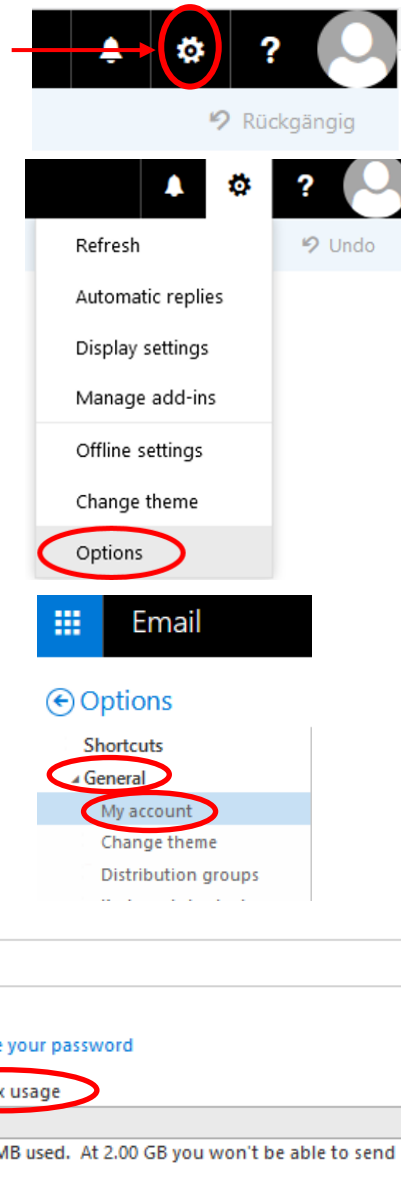 ?
Rückgängig
?
Refresh
Undo
Automatic replies
Display settings
Manage add-ins
Offline settings
Change theme
Options
Email
Options
Shortcuts
General
My account
Change theme
Distribution groups
your password
usage
MB used. At 2.00 GB you won't be able to send